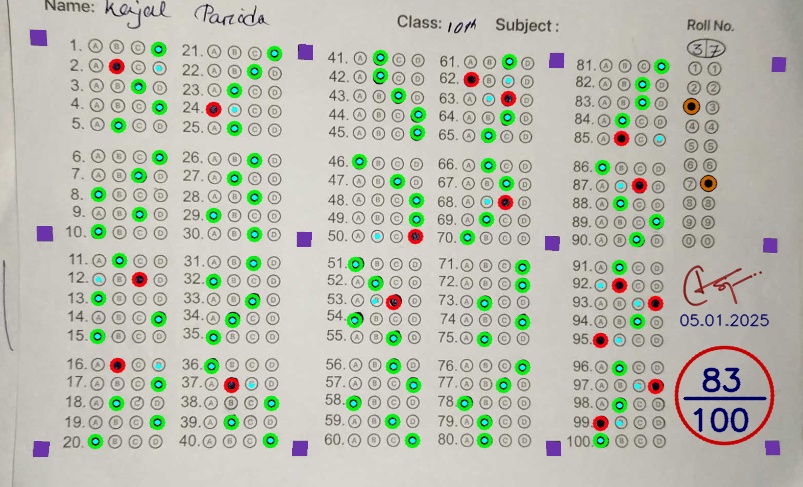 Name: Kajal Parida
Class: 10th Subject :
Roll No.
37
1. A B C
2. A C
3. A B D
4. A B C
5. A C D
6. A B C
7. A B D
8. B C D
9. A B D
10. B C D
11. A C D
12. B D
13. B C D
14. A B C
15. B C D
16. A C
17. A B C
18. A C D
19. A B C
20. B C D
21. A B C
22. A B D
23. A C D
24. C D
25. A C D
26. A B D
27. A C D
28. A B D
29. B C D
30. A B D
31. A B D
32. B C D
33. A B D
34. A C D
35. B C D
36. B C D
37. A D
38. A B C
39. A C D
40. A B C
41. A C D
42. A C D
43. A B D
44. A B C
45. A B C
46. B C D
47. A B D
48. A B C
49. A B C
50. A C
51. B C D
52. A C D
53. A D
54. B C D
55. A B D
56. A B D
57. A B C
58. B C D
59. A B D
60. A B C
61. A B D
62. B D
63. A D
64. A B D
65. A C D
66. A C D
67. A B D
68. A D
69. A C D
70. B C D
71. A B C
72. A B C
73. A C D
74. A B C
75. A C D
76. A B C
77. A B D
78. B C D
79. A C D
80. A C D
81. A B C
82. A B D
83. A B D
84. A C D
85. A C
86. B C D
87. A D
88. A C D
89. A B C
90. A B D
91. A C D
92. C D
93. A B
94. A B D
95. C D
96. A C D
97. A B
98. A C D
99. C D
100. B C D
1 1
2 2
3
4 4
5 5
6 6
7
8 8
9 9
0 0
05.01.2025
83
100